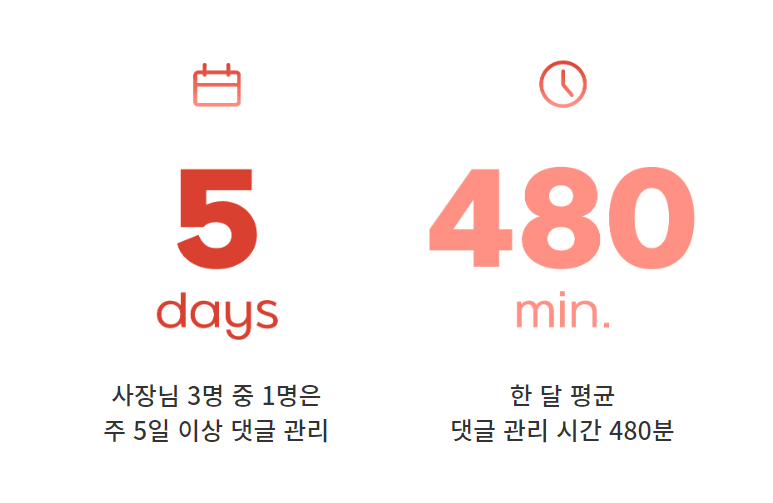 5
days
사장님 3명 중 1명은
주 5일 이상 댓글 관리
480
min.
한 달 평균
댓글 관리 시간 480분